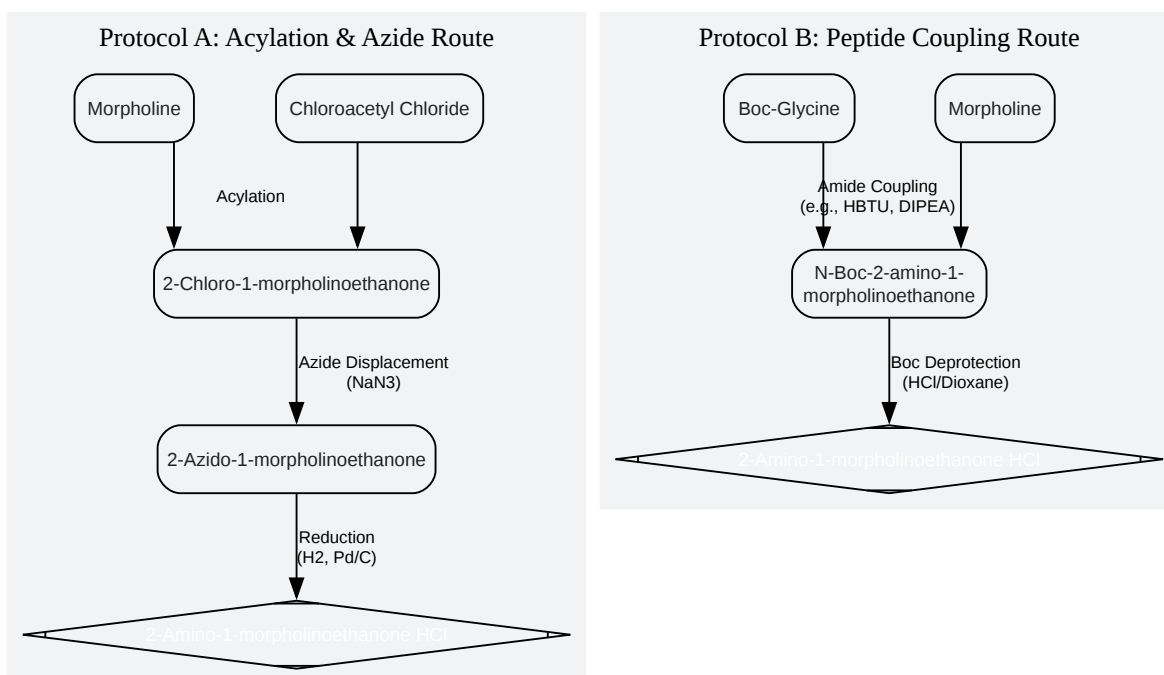 Protocol A: Acylation & Azide Route
Morpholine
Chloroacetyl Chloride
Acylation
2-Chloro-1-morpholinoethanone
Azide Displacement
(NaN3)
2-Azido-1-morpholinoethanone
Reduction
(H2, Pd/C)
2-Amino-1-morpholinoethanone HCl
Protocol B: Peptide Coupling Route
Boc-Glycine
Morpholine
Amide Coupling
(e.g., HBTU, DIPEA)
N-Boc-2-amino-1-
morpholinoethanone
Boc Deprotection
(HCl/Dioxane)
2-Amino-1-morpholinoethanone HCl